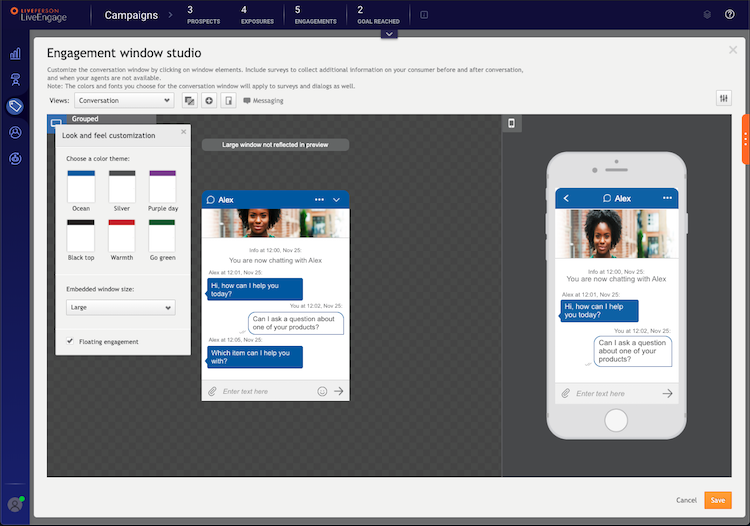 LIVEPERSON
LiveEngage
Campaigns
3
PROSPECTS
4
EXPOSURES
5
ENGAGEMENTS
2
GOAL REACHED
Engagement window studio
Customize the conversation window by clicking on window elements. Include surveys to collect additional information on your consumer before and after conversation,
and when your agents are not available.
Note: The colors and fonts you choose for the conversation window will apply to surveys and dialogs as well.
Views:
Conversation
Messaging
Grouped
Look and feel customization
Choose a color theme:
Ocean
Silver
Purple day
Black top
Warmth
Go green
Embedded window size:
Large
Floating engagement
Large window not reflected in preview
Alex
Info at 12:00, Nov 25:
You are now chatting with Alex
Alex at 12:01, Nov 25:
Hi, how can I help you
today?
You at 12:02, Nov 25:
Can I ask a question about
one of your products?
Alex at 12:05, Nov 25:
Which item can I help you
with?
Enter text here
Alex
Info at 12:00, Nov 25:
You are now chatting with Alex
Alex at 12:01, Nov 25:
Hi, how can I help
you today?
You at 12:02, Nov 25:
Can I ask a question
about one of your
products?
Enter text here
Cancel
Save